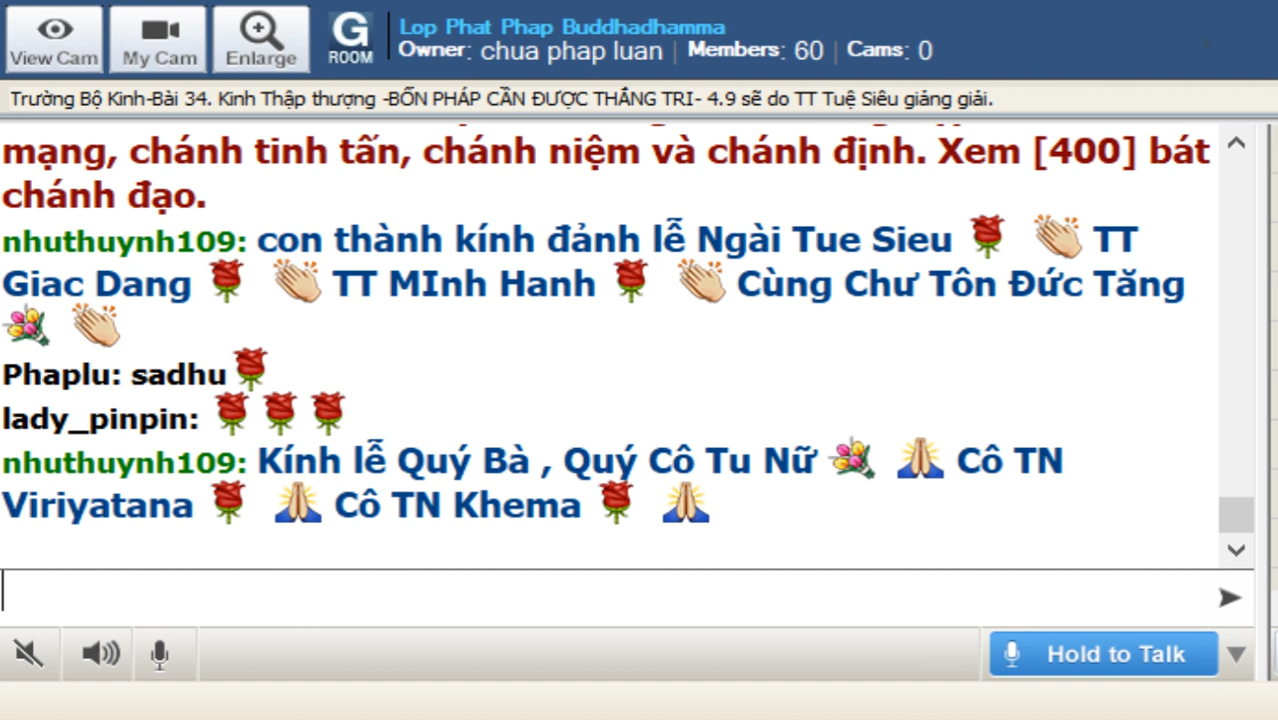 Lop Phat Phap Buddhadhamma
View Cam My Cam Enlarge G ROOM Owner: chua phap luan | Members: 60 | Cams: 0
Trường Bộ Kinh-Bài 34. Kinh Thập thượng -BỐN PHÁP CẦN ĐƯỢC THẮNG TRI- 4.9 sẽ do TT Tuệ Siêu giảng giải.
mạng, chánh tinh tấn, chánh niệm và chánh định. Xem [400] bát
chánh đạo.
nhuthuynh109: con thành kính đảnh lễ Ngài Tue Sieu 🌹 👏 TT
Giac Dang 🌹 👏 TT MInh Hanh 🌹 👏 Cùng Chư Tôn Đức Tăng
💐 👏
Phaplu: sadhu🌹
lady_pinpin: 🌹🌹🌹
nhuthuynh109: Kính lễ Quý Bà , Quý Cô Tu Nữ 💐 🙏 Cô TN
Viriyatana 🌹 🙏 Cô TN Khema 🌹 🙏
Hold to Talk